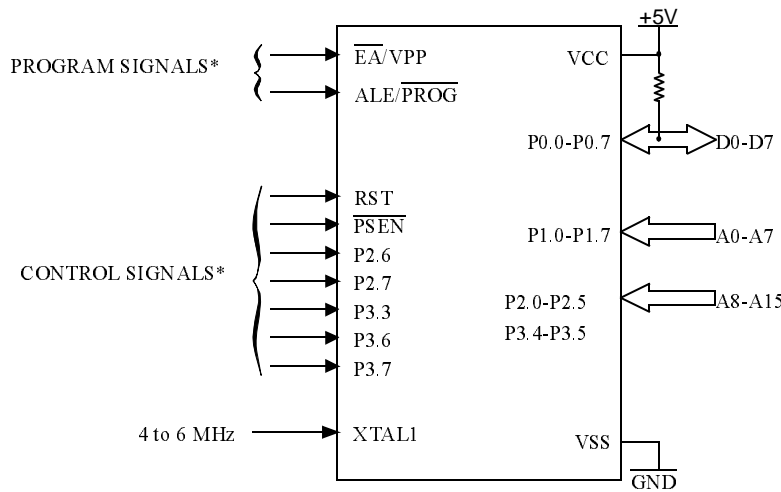 +5V
EA/VPP
VCC
PROGRAM SIGNALS*
ALE/PROG
P0.0-P0.7
D0-D7
RST
PSEN
P1.0-P1.7
A0-A7
P2.6
CONTROL SIGNALS*
P2.7
P2.0-P2.5
A8-A15
P3.3
P3.4-P3.5
P3.6
P3.7
4 to 6 MHz
XTAL1
VSS
GND